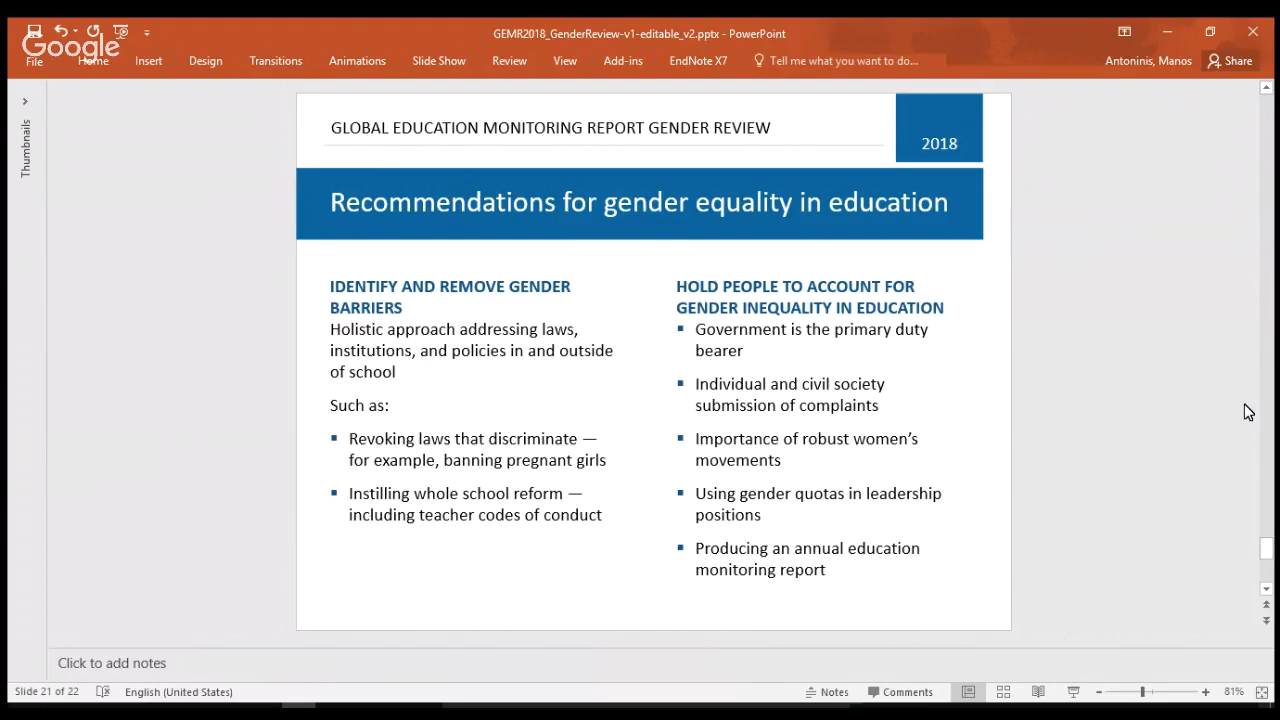 GEMR2018_GenderReview-v1-editable_v2.pptx - PowerPoint
Google
File Home Insert Design Transitions Animations Slide Show Review View Add-ins EndNote X7 Tell me what you want to do... Antoninis, Manos Share
Thumbnails
GLOBAL EDUCATION MONITORING REPORT GENDER REVIEW
2018
Recommendations for gender equality in education
IDENTIFY AND REMOVE GENDER
BARRIERS
Holistic approach addressing laws,
institutions, and policies in and outside
of school
Such as:
Revoking laws that discriminate —
for example, banning pregnant girls
Instilling whole school reform —
including teacher codes of conduct
HOLD PEOPLE TO ACCOUNT FOR
GENDER INEQUALITY IN EDUCATION
Government is the primary duty
bearer
Individual and civil society
submission of complaints
Importance of robust women’s
movements
Using gender quotas in leadership
positions
Producing an annual education
monitoring report
Click to add notes
Slide 21 of 22 English (United States) Notes Comments 81%